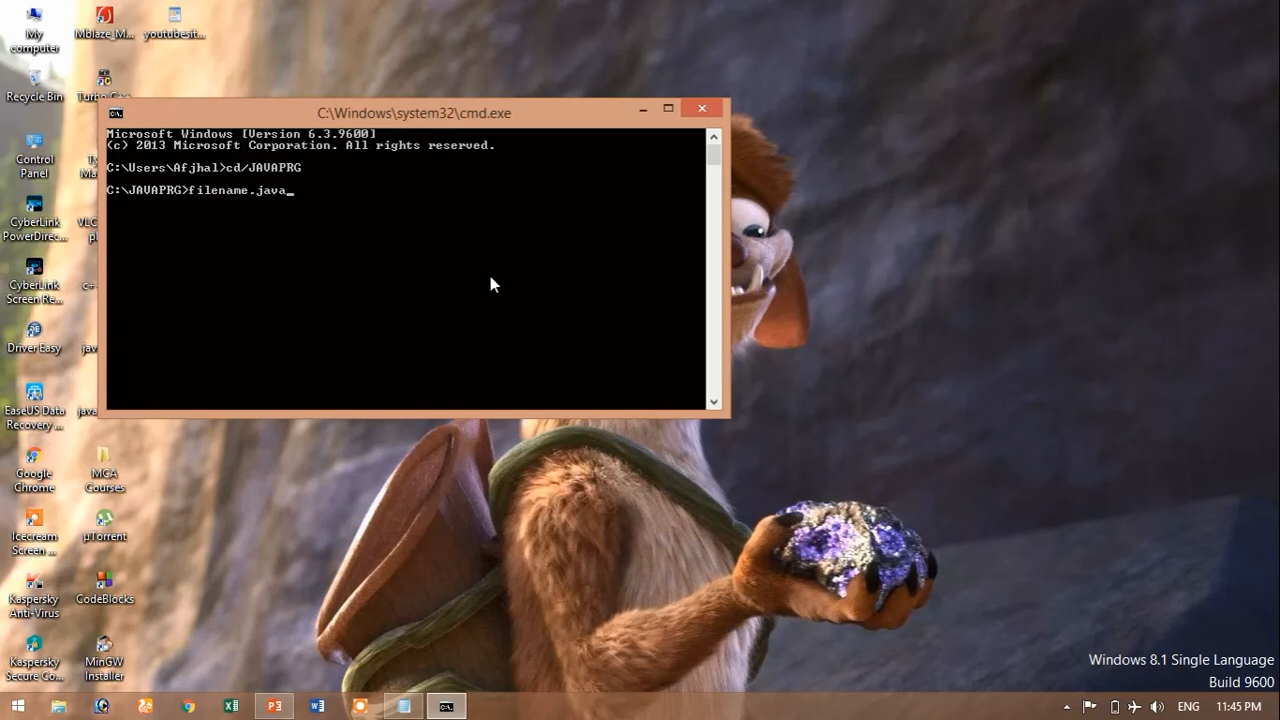 My computer
Mblaze_M...
youtubesit...
Recycle Bin
Control Panel
CyberLink PowerDirec...
CyberLink Screen Re...
Driver Easy
EaseUS Data Recovery ...
Google Chrome
MCA Courses
Icecream Screen ...
µTorrent
Kaspersky Anti-Virus
CodeBlocks
Kaspersky Secure Co...
MinGW Installer
C:\Windows\system32\cmd.exe
Microsoft Windows [Version 6.3.9600]
(c) 2013 Microsoft Corporation. All rights reserved.
C:\Users\Afjhal>cd/JAVAPRG
C:\JAVAPRG>filename.java_
Windows 8.1 Single Language
Build 9600
ENG
11:45 PM